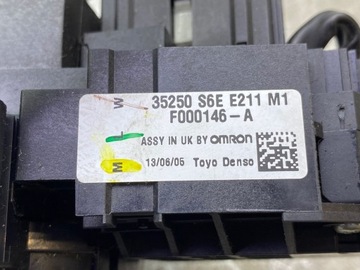 35250 S6E E211 M1
F000146-A
ASSY IN UK BY OMRON
13/06/05 Toyo Denso
W
L
M